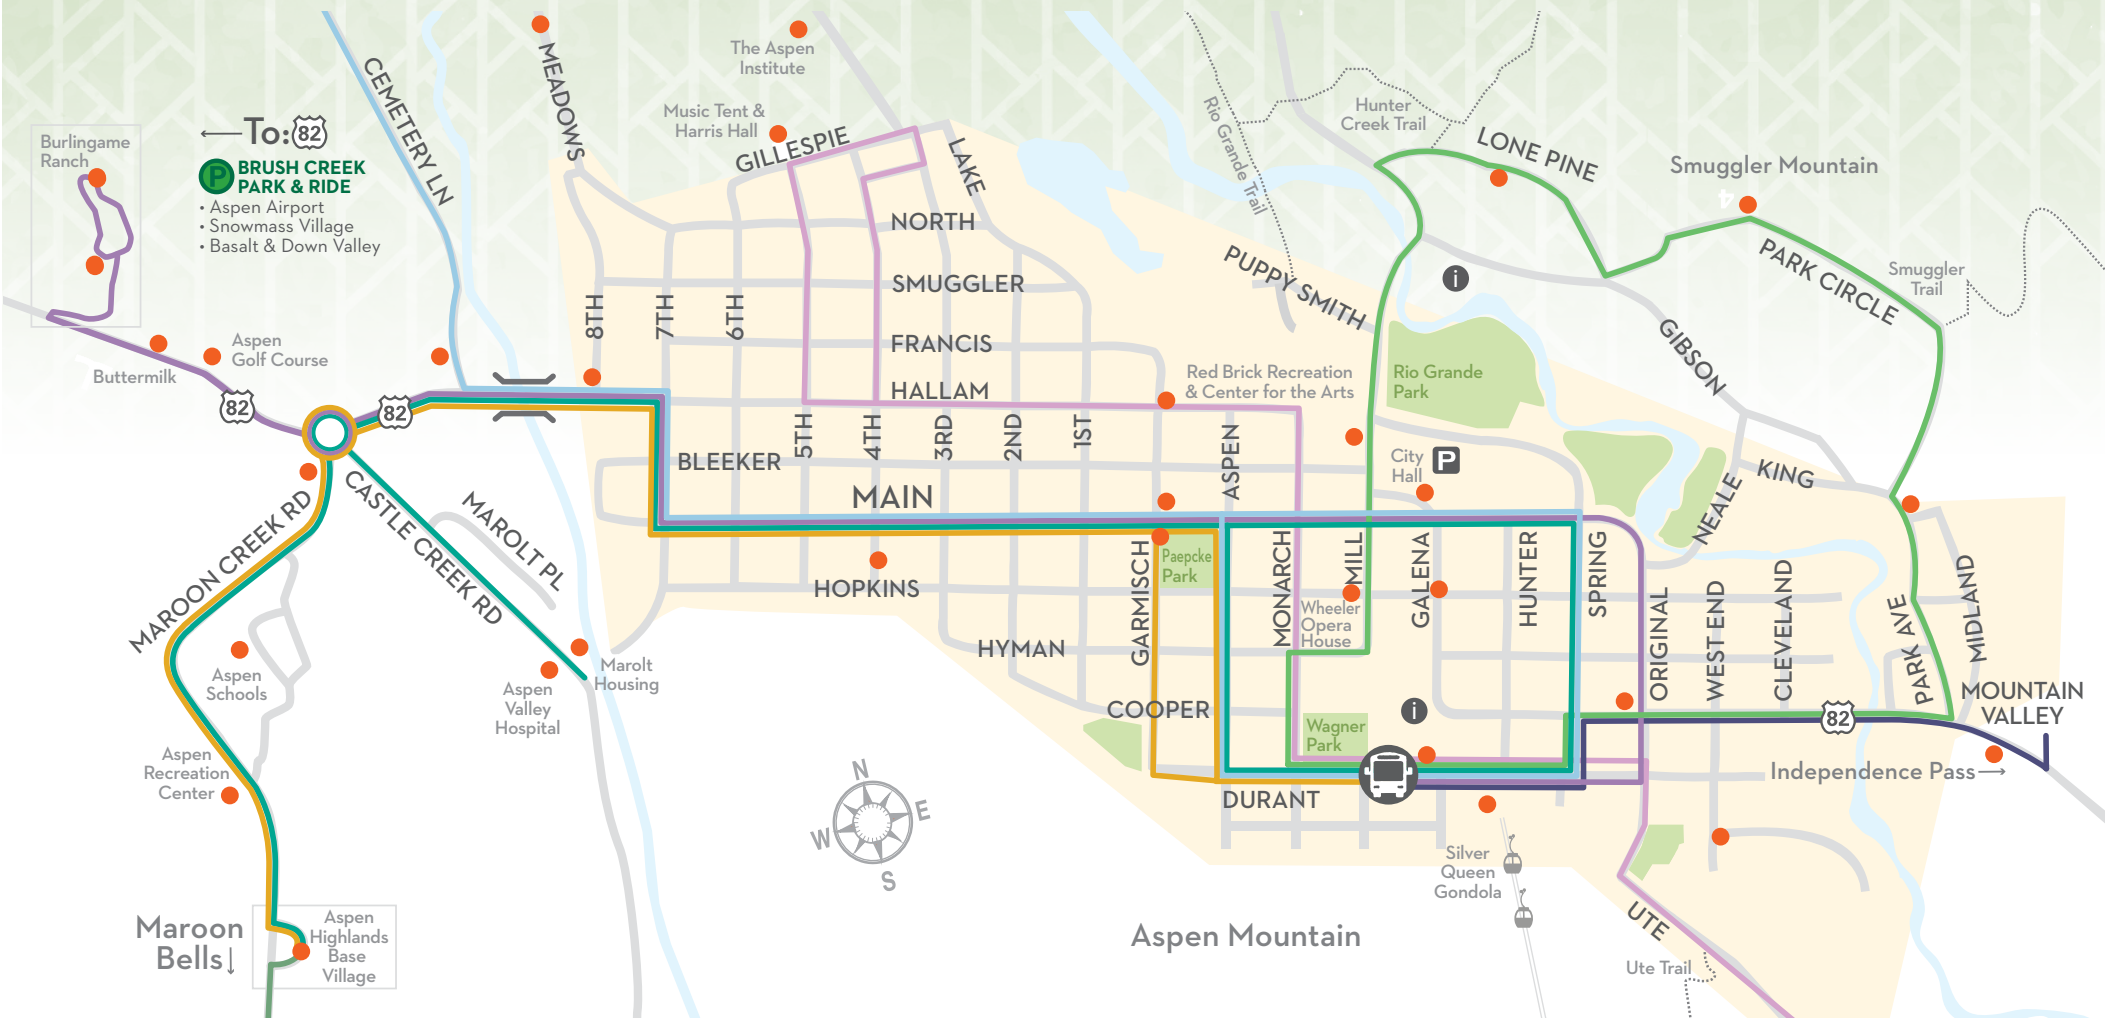 To: 82
P BRUSH CREEK
PARK & RIDE
• Aspen Airport
• Snowmass Village
• Basalt & Down Valley
Burlingame
Ranch
CEMETERY LN
MEADOWS
The Aspen
Institute
Music Tent &
Harris Hall
GILLESPIE
LAKE
NORTH
SMUGGLER
FRANCIS
HALLAM
8TH
7TH
6TH
5TH
4TH
3RD
2ND
1ST
ASPEN
BLEEKER
MAIN
HOPKINS
HYMAN
COOPER
DURANT
GARMISCH
MONARCH
MILL
GALENA
HUNTER
SPRING
ORIGINAL
WEST END
CLEVELAND
PARK AVE
MIDLAND
Rio Grande Trail
Hunter
Creek Trail
LONE PINE
Smuggler Mountain
4
PARK CIRCLE
Smuggler
Trail
PUPPY SMITH
i
GIBSON
Rio Grande
Park
Red Brick Recreation
& Center for the Arts
City
Hall
P
KING
NEALE
Buttermilk
Aspen
Golf Course
82
82
MAROON CREEK RD
CASTLE CREEK RD
MAROLT PL
Aspen
Schools
Aspen
Valley
Hospital
Marolt
Housing
Aspen
Recreation
Center
Maroon
Bells
Aspen
Highlands
Base
Village
Paepcke
Park
Wheeler
Opera
House
Wagner
Park
i
82
MOUNTAIN
VALLEY
Independence Pass
N
E
S
W
Silver
Queen
Gondola
Aspen Mountain
UTE
Ute Trail